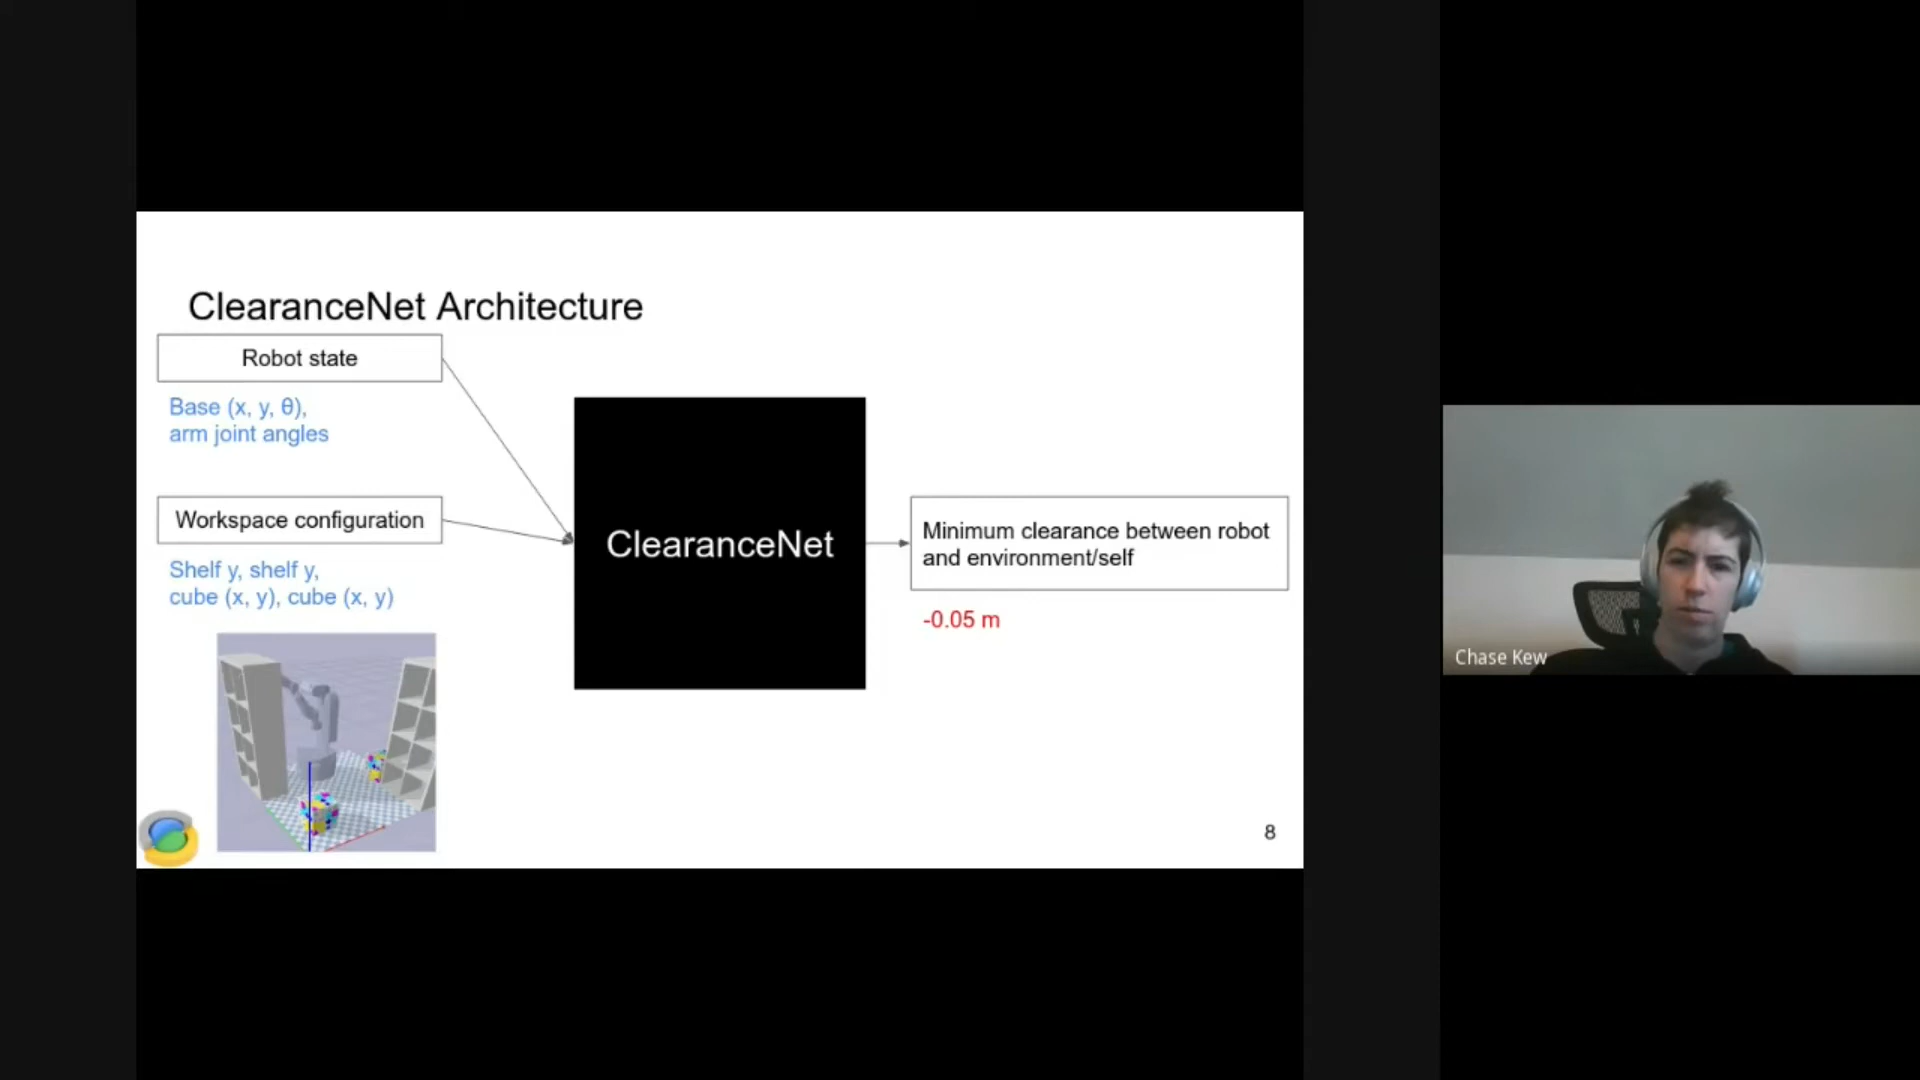 ClearanceNet Architecture
Robot state
Base (x, y, θ),
arm joint angles
Workspace configuration
Shelf y, shelf y,
cube (x, y), cube (x, y)
ClearanceNet
Minimum clearance between robot
and environment/self
-0.05 m
8
Chase Kew